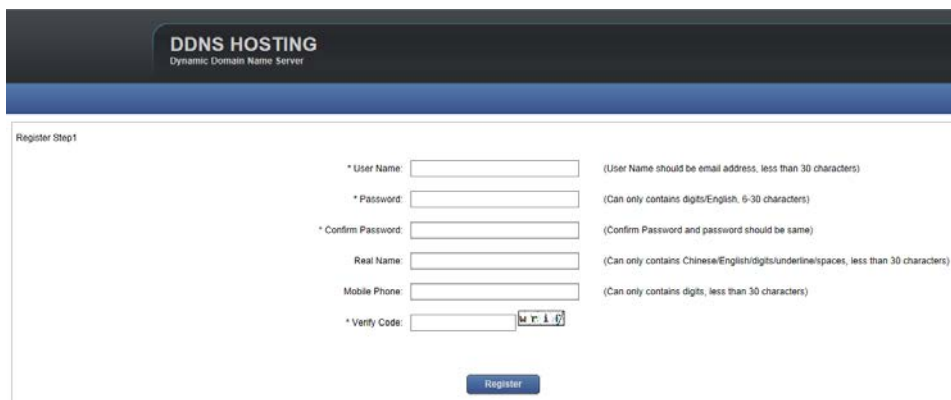 DDNS HOSTING
Dynamic Domain Name Server
Register Step1
* User Name: (User Name should be email address, less than 30 characters)
* Password: (Can only contains digits/English, 6-30 characters)
* Confirm Password: (Confirm Password and password should be same)
Real Name: (Can only contains Chinese/English/digits/underline/spaces, less than 30 characters)
Mobile Phone: (Can only contains digits, less than 30 characters)
* Verify Code:
Register